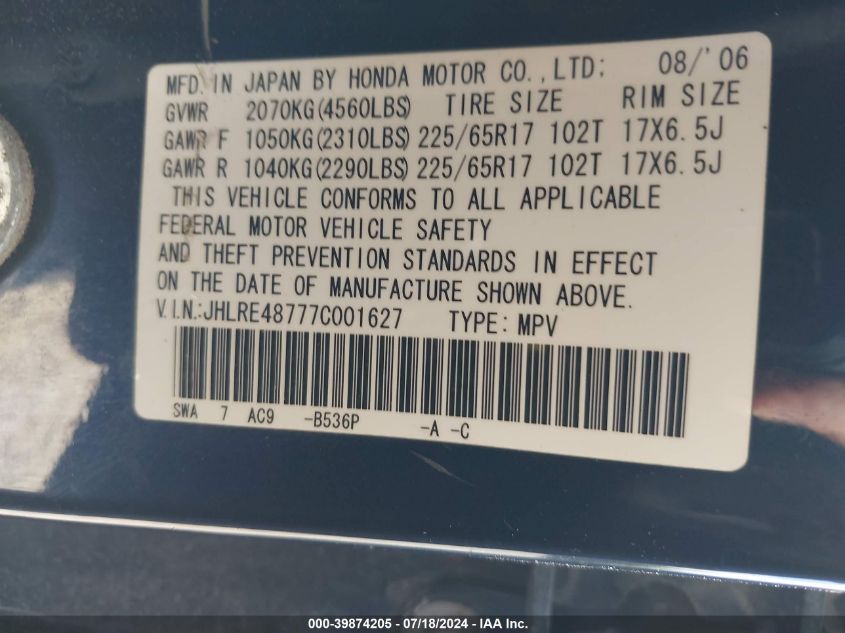 MFD. IN JAPAN BY HONDA MOTOR CO., LTD: 08/'06
GVWR 2070KG(4560LBS) TIRE SIZE RIM SIZE
GAWR F 1050KG(2310LBS) 225/65R17 102T 17X6.5J
GAWR R 1040KG(2290LBS) 225/65R17 102T 17X6.5J
THIS VEHICLE CONFORMS TO ALL APPLICABLE
FEDERAL MOTOR VEHICLE SAFETY
AND THEFT PREVENTION STANDARDS IN EFFECT
ON THE DATE OF MANUFACTURE SHOWN ABOVE.
V.I.N.:JHLRE48777C001627 TYPE: MPV
SWA 7 AC9 -B536P -A -C
000-39874205 / 07/18/2024 - IAA Inc.